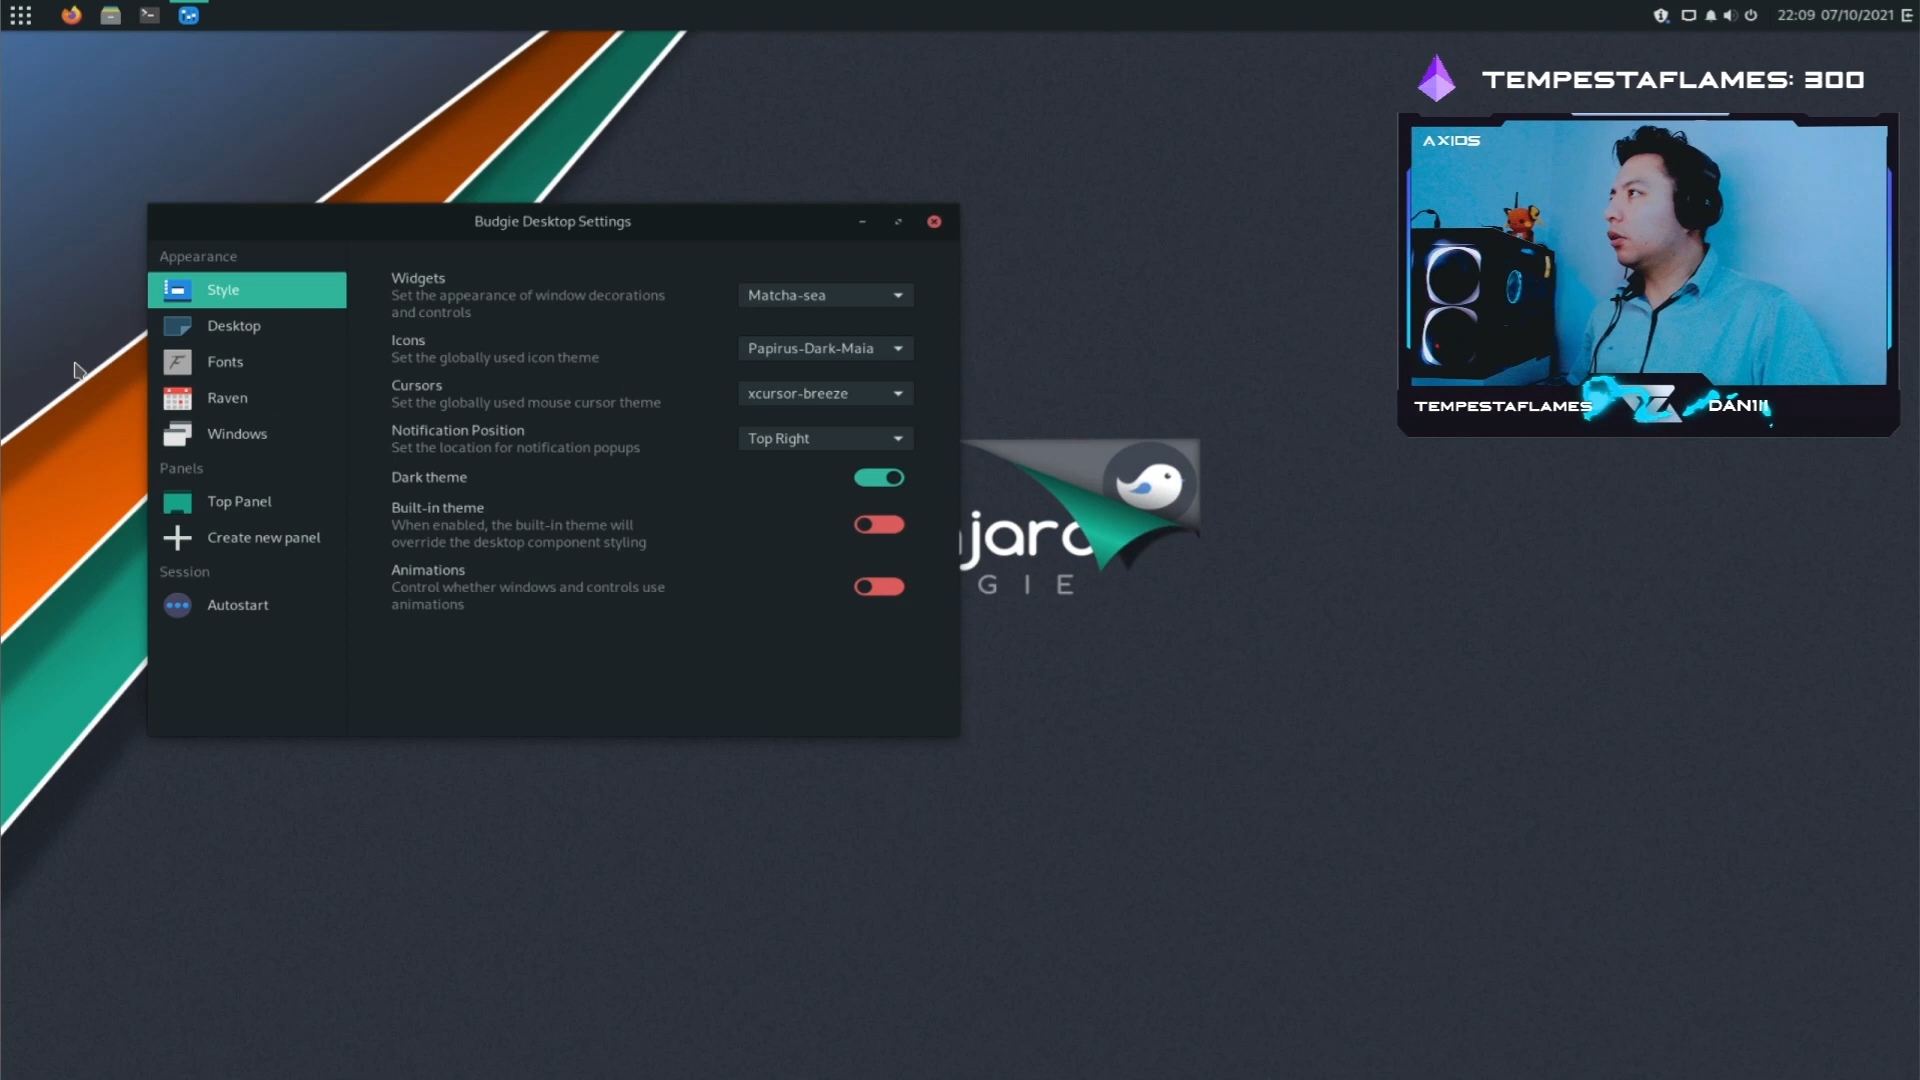 22:09 07/10/2021
TEMPESTAFLAMES: 300
AXIOS
TEMPESTAFLAMES
DAN1II
Budgie Desktop Settings
Appearance
Style
Desktop
Fonts
Raven
Windows
Panels
Top Panel
Create new panel
Session
Autostart
Widgets
Set the appearance of window decorations
and controls
Matcha-sea
Icons
Set the globally used icon theme
Papirus-Dark-Maia
Cursors
Set the globally used mouse cursor theme
xcursor-breeze
Notification Position
Set the location for notification popups
Top Right
Dark theme
Built-in theme
When enabled, the built-in theme will
override the desktop component styling
Animations
Control whether windows and controls use
animations
jaro
GIE